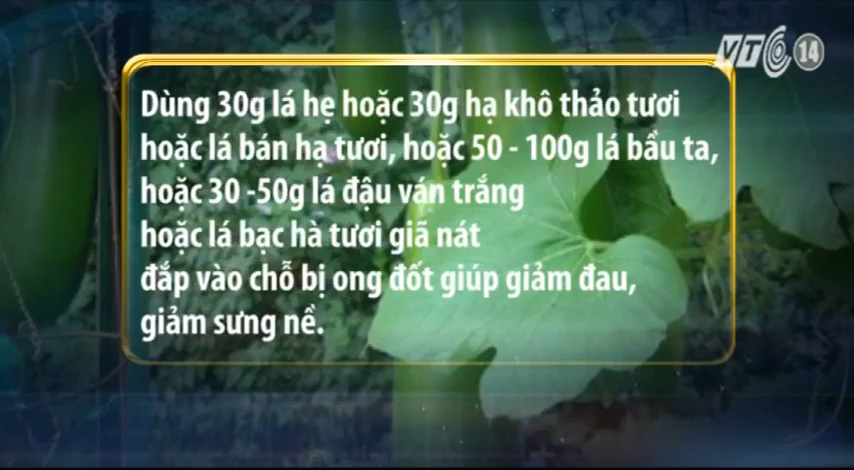 VTC 14
Dùng 30g lá hẹ hoặc 30g hạ khô thảo tươi
hoặc lá bán hạ tươi, hoặc 50 - 100g lá bầu ta,
hoặc 30 -50g lá đậu ván trắng
hoặc lá bạc hà tươi giã nát
đắp vào chỗ bị ong đốt giúp giảm đau,
giảm sưng nề.